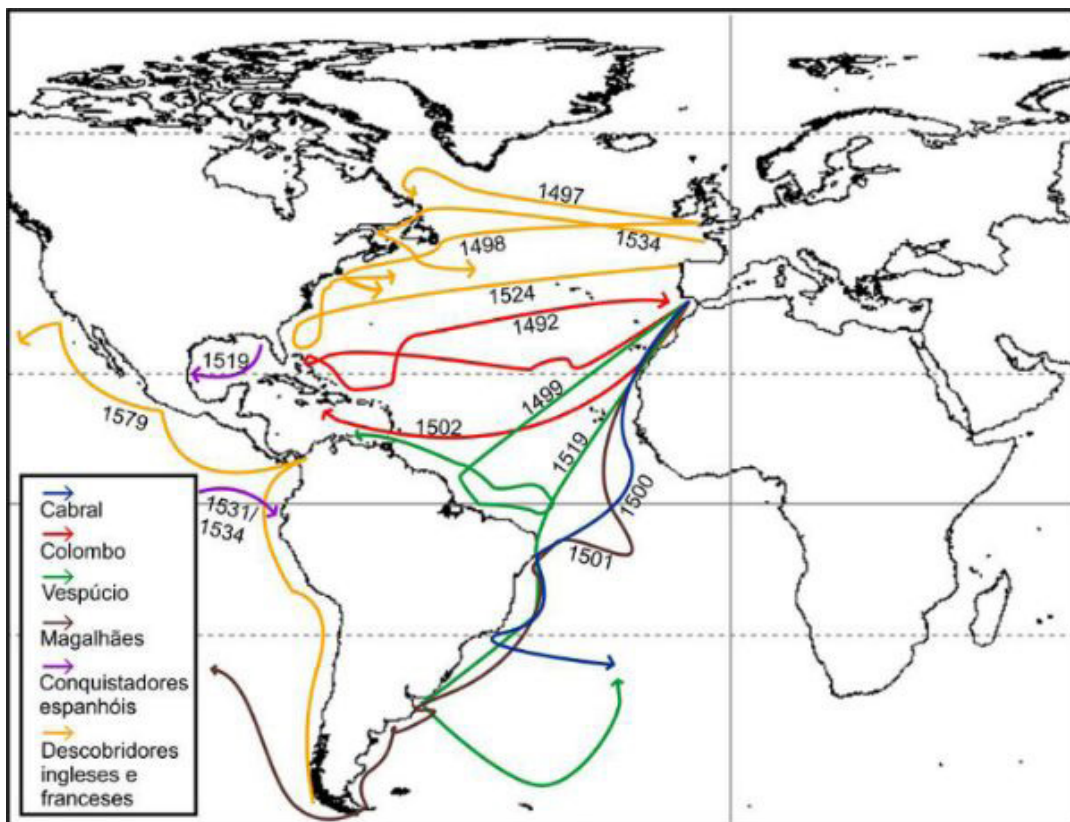 1497
1534
1498
1524
1492
1519
1499
1502
1519
1579
1500
1531/
1534
1501
Cabral
Colombo
Vespúcio
Magalhães
Conquistadores
espanhóis
Descobridores
ingleses e
franceses